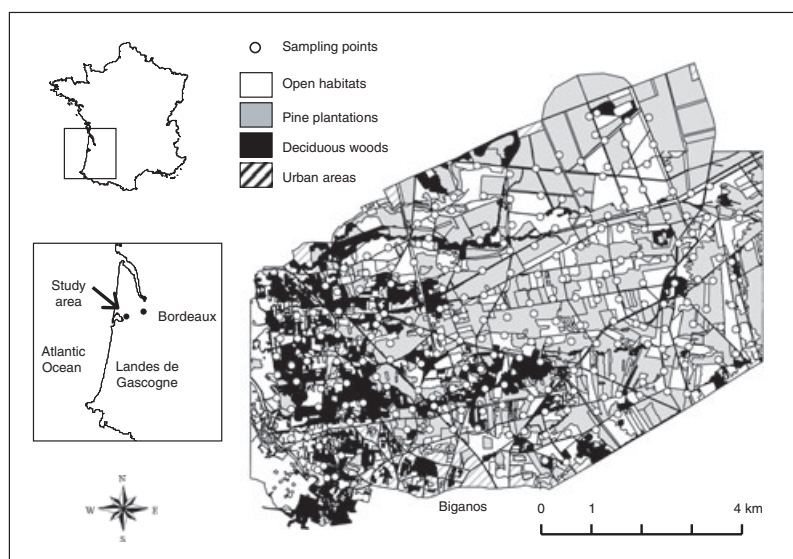 Sampling points
Open habitats
Pine plantations
Deciduous woods
Urban areas
Study
area
Bordeaux
Atlantic
Ocean
Landes de
Gascogne
N
W E
S
Biganos
0 1 4 km